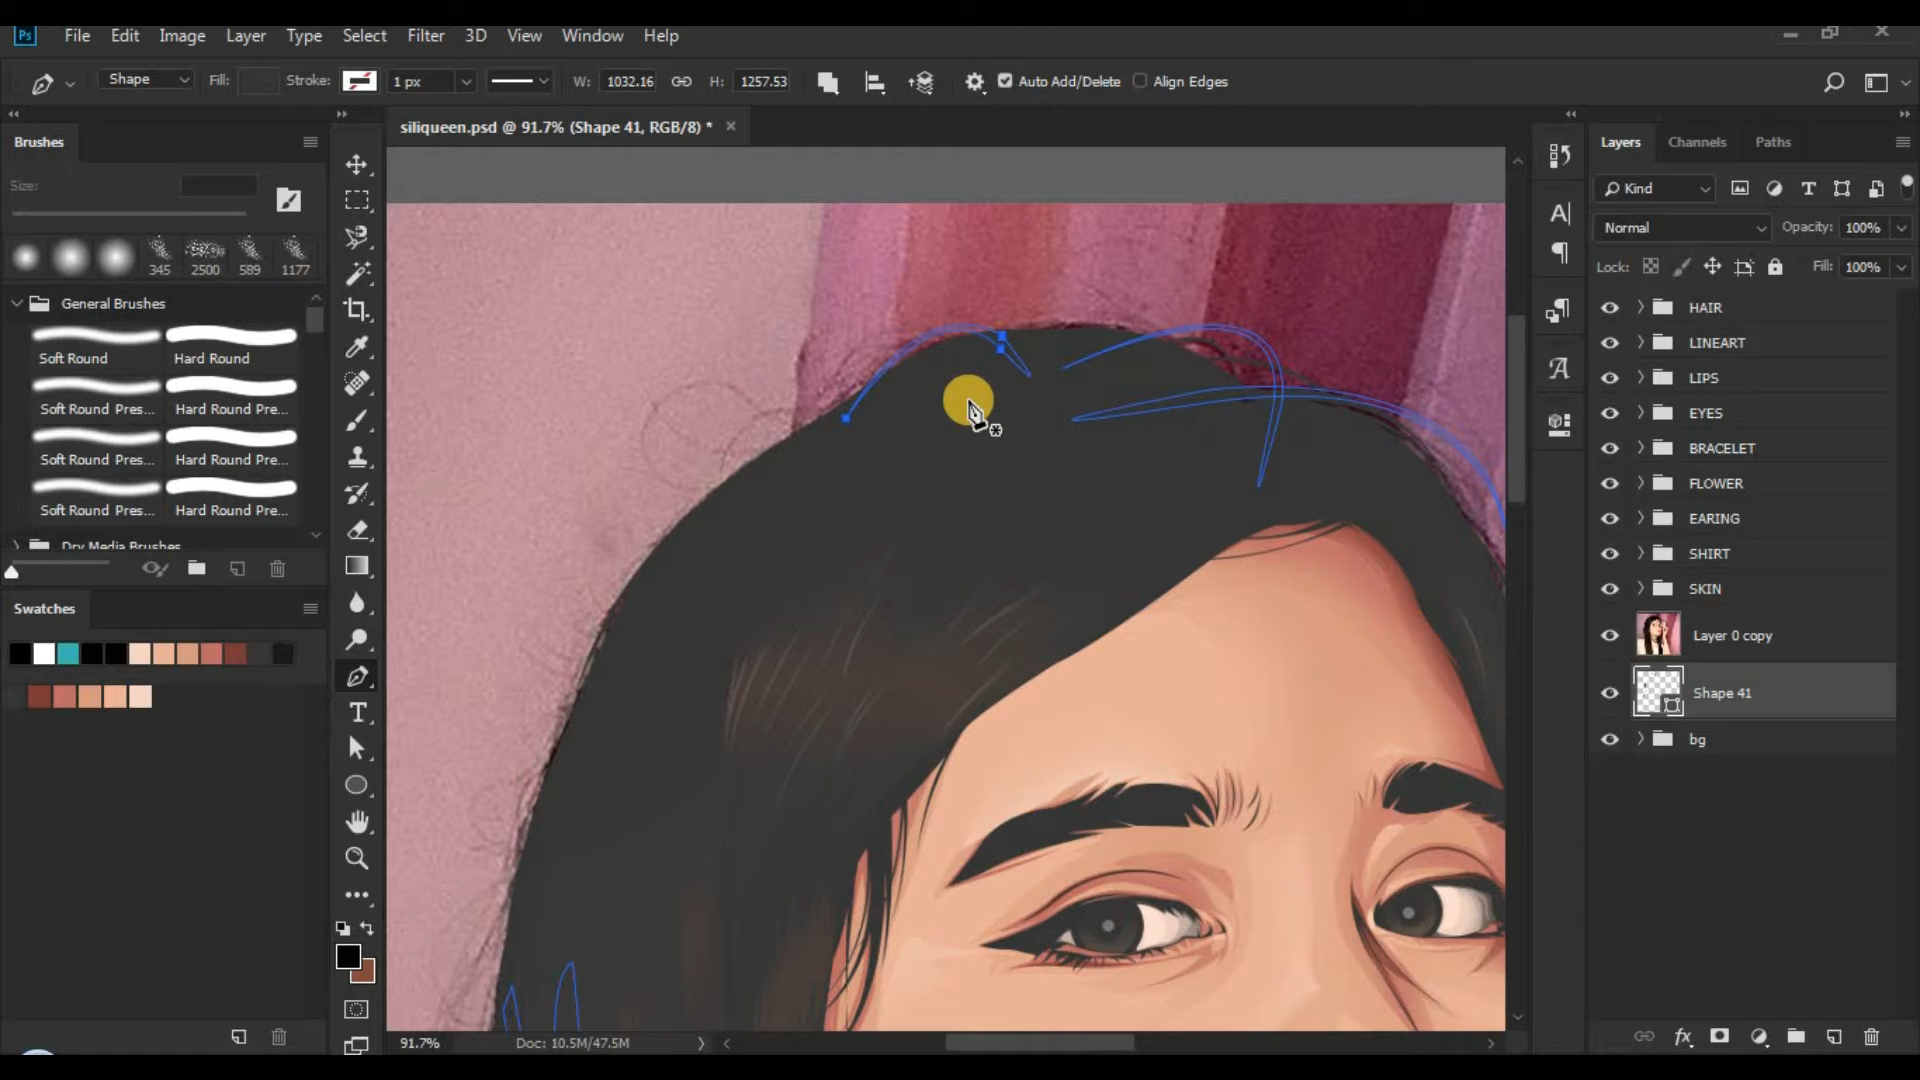 Ps File Edit Image Layer Type Select Filter 3D View Window Help
Shape Fill: Stroke: 1 px W: 1032.16 H: 1257.53 Auto Add/Delete Align Edges
siliqueen.psd @ 91.7% (Shape 41, RGB/8) *
Brushes
Size:
345 2500 589 1177
General Brushes
Soft Round Hard Round
Soft Round Pres... Hard Round Pre...
Soft Round Pres... Hard Round Pre...
Soft Round Pres... Hard Round Pre...
Dry Media Brushes
Swatches
91.7% Doc: 10.5M/47.5M
Layers Channels Paths
Kind
Normal Opacity: 100%
Lock: Fill: 100%
HAIR
LINEART
LIPS
EYES
BRACELET
FLOWER
EARING
SHIRT
SKIN
Layer 0 copy
Shape 41
bg